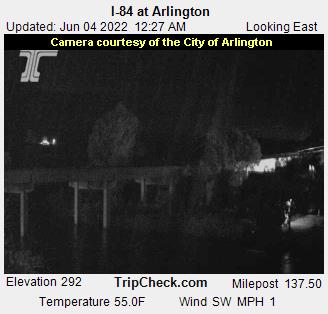 I-84 at Arlington
Updated: Jun 04 2022 12:27 AM Looking East
Camera courtesy of the City of Arlington
Elevation 292 TripCheck.com Milepost 137.50
Temperature 55.0F Wind SW MPH 1